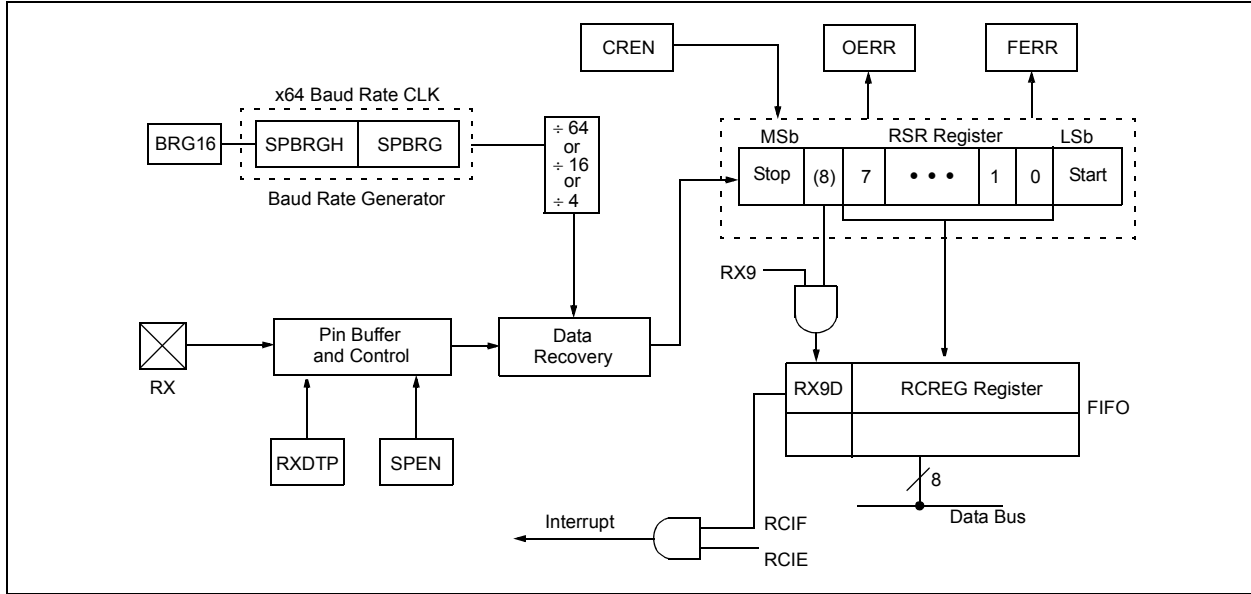 CREN
OERR
FERR
x64 Baud Rate CLK
BRG16
SPBRGH
SPBRG
Baud Rate Generator
÷ 64
or
÷ 16
or
÷ 4
MSb
RSR Register
LSb
Stop
(8)
7
• • •
1
0
Start
RX9
RX
Pin Buffer
and Control
Data
Recovery
RXDTP
SPEN
RX9D
RCREG Register
FIFO
8
Data Bus
Interrupt
RCIF
RCIE